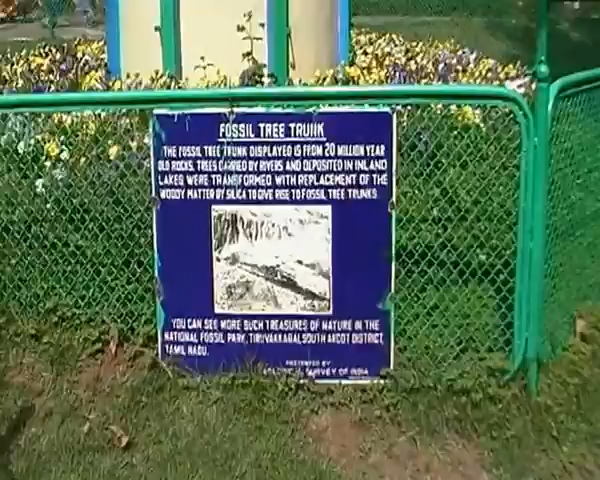 FOSSIL TREE TRUNK
THE FOSSIL TREE TRUNK DISPLAYED IS FROM 20 MILLION YEAR
OLD ROCKS. TREES CARRIED BY RIVERS AND DEPOSITED IN INLAND
LAKES WERE TRANSFORMED WITH REPLACEMENT OF THE
WOODY MATTER BY SILICA TO GIVE RISE TO FOSSIL TREE TRUNKS.
YOU CAN SEE MORE SUCH TREASURES OF NATURE IN THE
NATIONAL FOSSIL PARK, TIRUVAKKARAI, SOUTH ARCOT DISTRICT,
TAMIL NADU.
PRESENTED BY
SURVEY OF INDIA